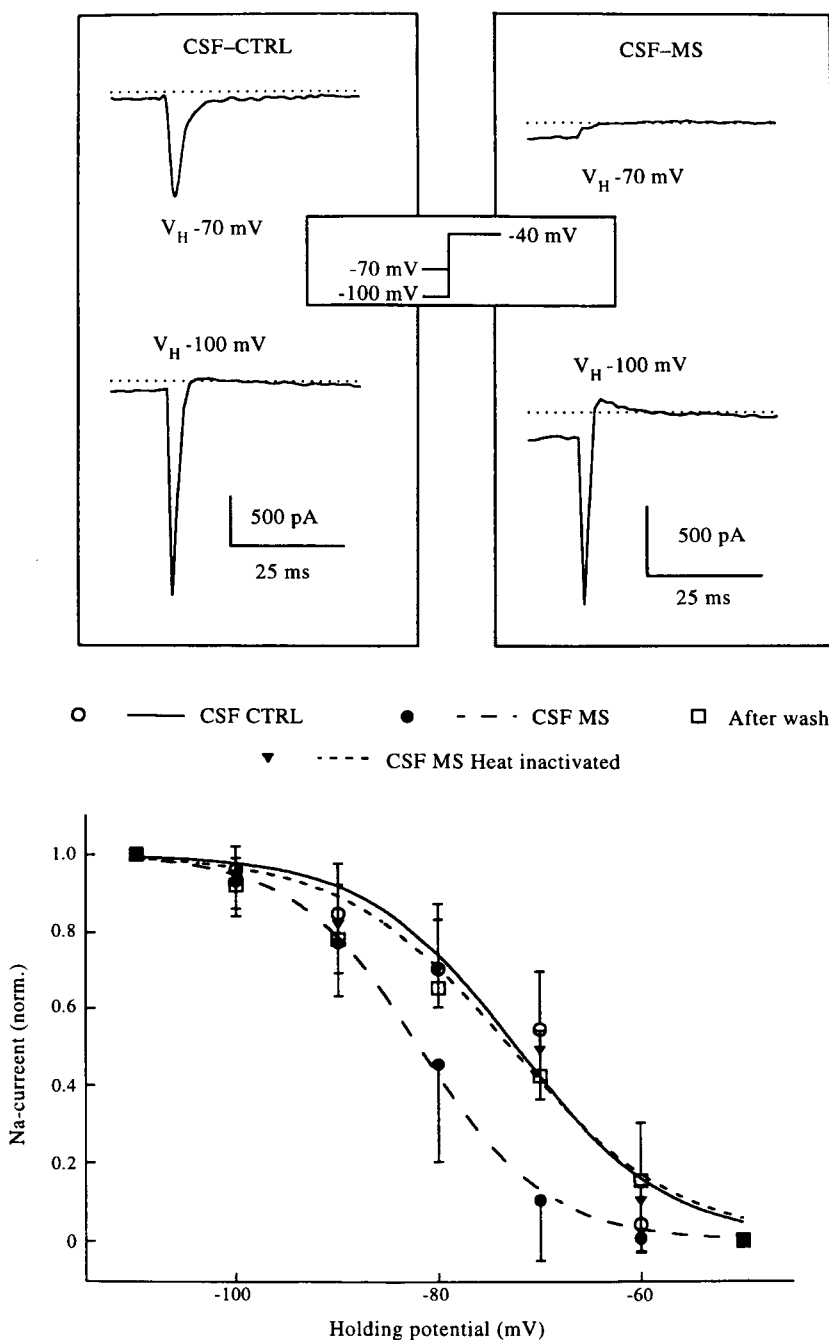 CSF–CTRL
V_H -70 mV
V_H -100 mV
500 pA
25 ms
CSF–MS
V_H -70 mV
-40 mV
-70 mV
-100 mV
V_H -100 mV
500 pA
25 ms
CSF CTRL
CSF MS
After wash
CSF MS Heat inactivated
Na-curreent (norm.)
1.0
0.8
0.6
0.4
0.2
0
-100
-80
-60
Holding potential (mV)